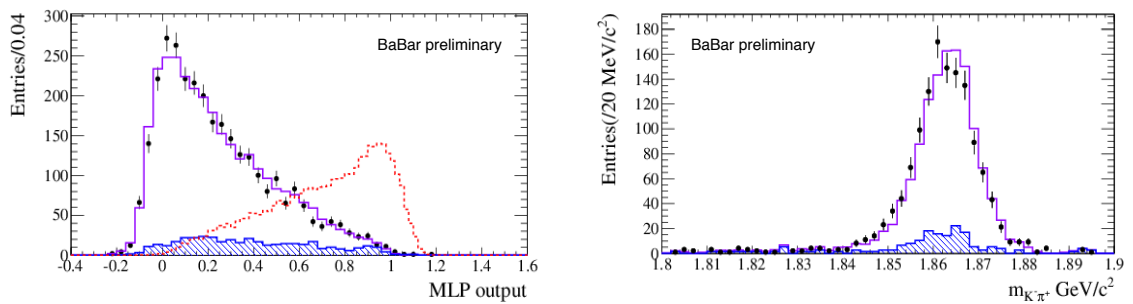 Entries/0.04
300
250
200
150
100
50
0
BaBar preliminary
-0.4 -0.2 0 0.2 0.4 0.6 0.8 1 1.2 1.4 1.6
MLP output
Entries(/20 MeV/c²)
180
160
140
120
100
80
60
40
20
0
BaBar preliminary
1.8 1.81 1.82 1.83 1.84 1.85 1.86 1.87 1.88 1.89 1.9
m_{K⁻π⁺} GeV/c²